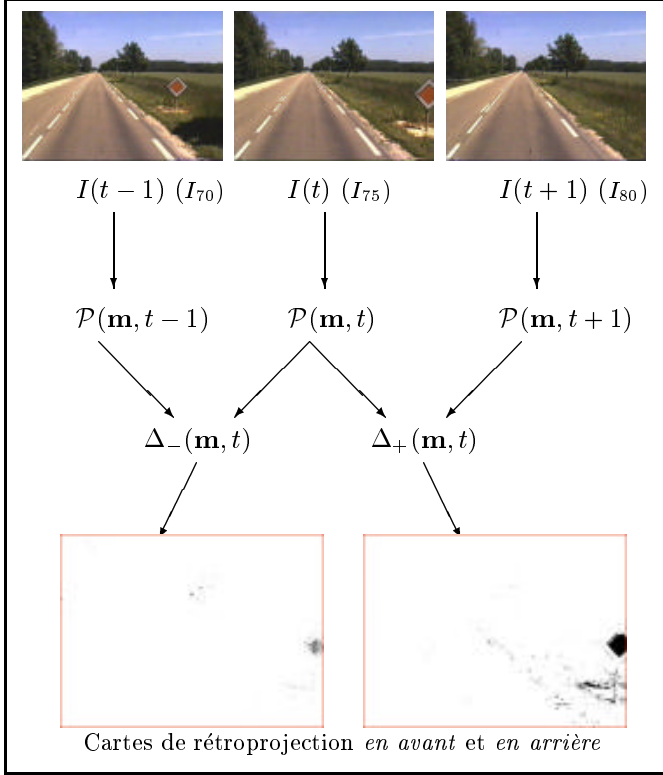 I(t − 1) (I₇₀) I(t) (I₇₅) I(t + 1) (I₈₀)
𝒫(𝐦, t − 1) 𝒫(𝐦, t) 𝒫(𝐦, t + 1)
Δ₋(𝐦, t) Δ₊(𝐦, t)
Cartes de rétroprojection en avant et en arrière